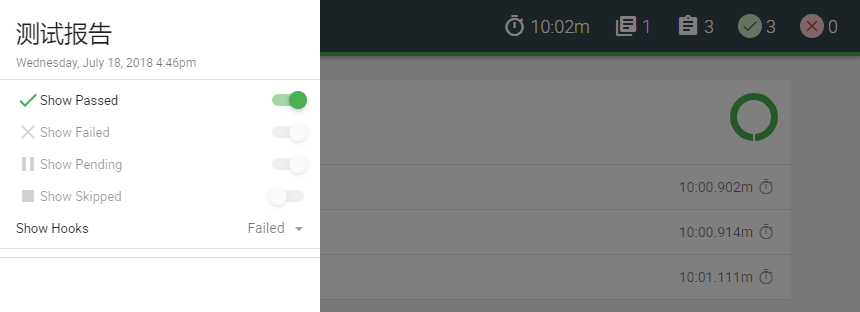 测试报告
Wednesday, July 18, 2018 4:46pm
Show Passed
Show Failed
Show Pending
Show Skipped
Show Hooks Failed
10:02m 1 3 3 0
10:00.902m
10:00.914m
10:01.111m